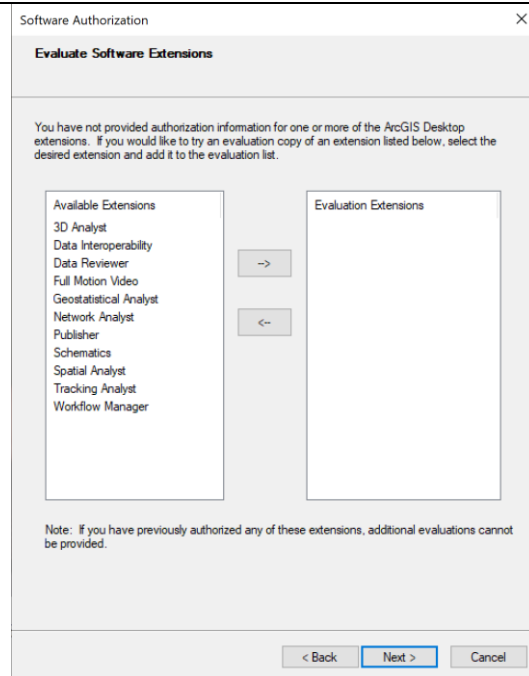 Software Authorization
Evaluate Software Extensions
You have not provided authorization information for one or more of the ArcGIS Desktop
extensions. If you would like to try an evaluation copy of an extension listed below, select the
desired extension and add it to the evaluation list.
Available Extensions
3D Analyst
Data Interoperability
Data Reviewer
Full Motion Video
Geostatistical Analyst
Network Analyst
Publisher
Schematics
Spatial Analyst
Tracking Analyst
Workflow Manager
-->
<--
Evaluation Extensions
Note: If you have previously authorized any of these extensions, additional evaluations cannot
be provided.
< Back Next > Cancel